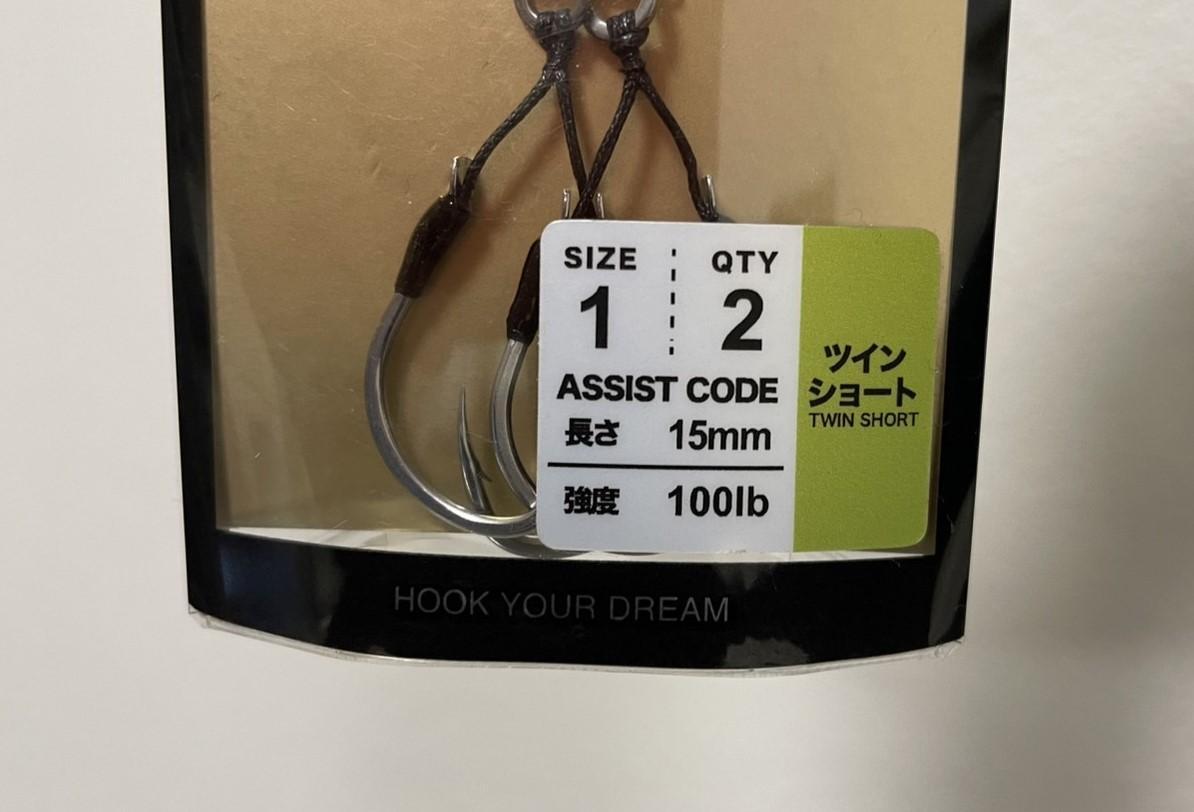 SIZE QTY
1 2
ASSIST CODE
長さ 15mm
強度 100lb
ツイン
ショート
TWIN SHORT
HOOK YOUR DREAM